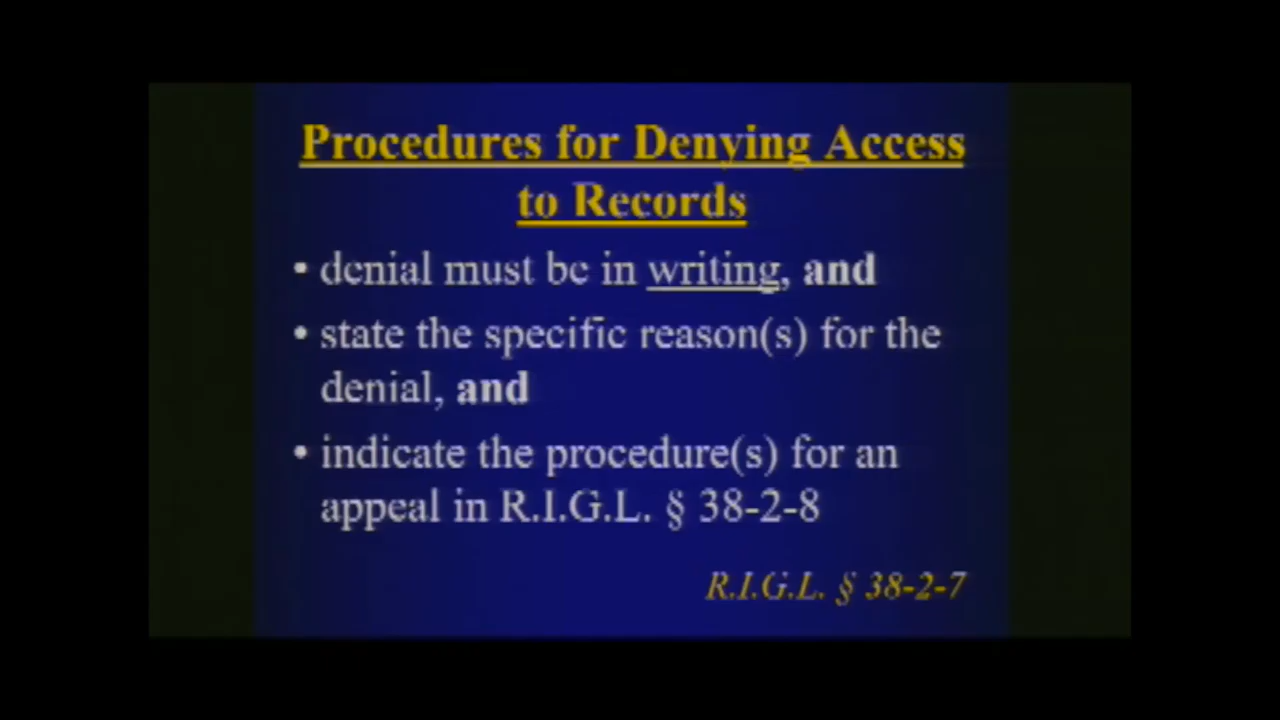 Procedures for Denying Access
to Records
• denial must be in writing, and
• state the specific reason(s) for the
denial, and
• indicate the procedure(s) for an
appeal in R.I.G.L. § 38-2-8
R.I.G.L. § 38-2-7